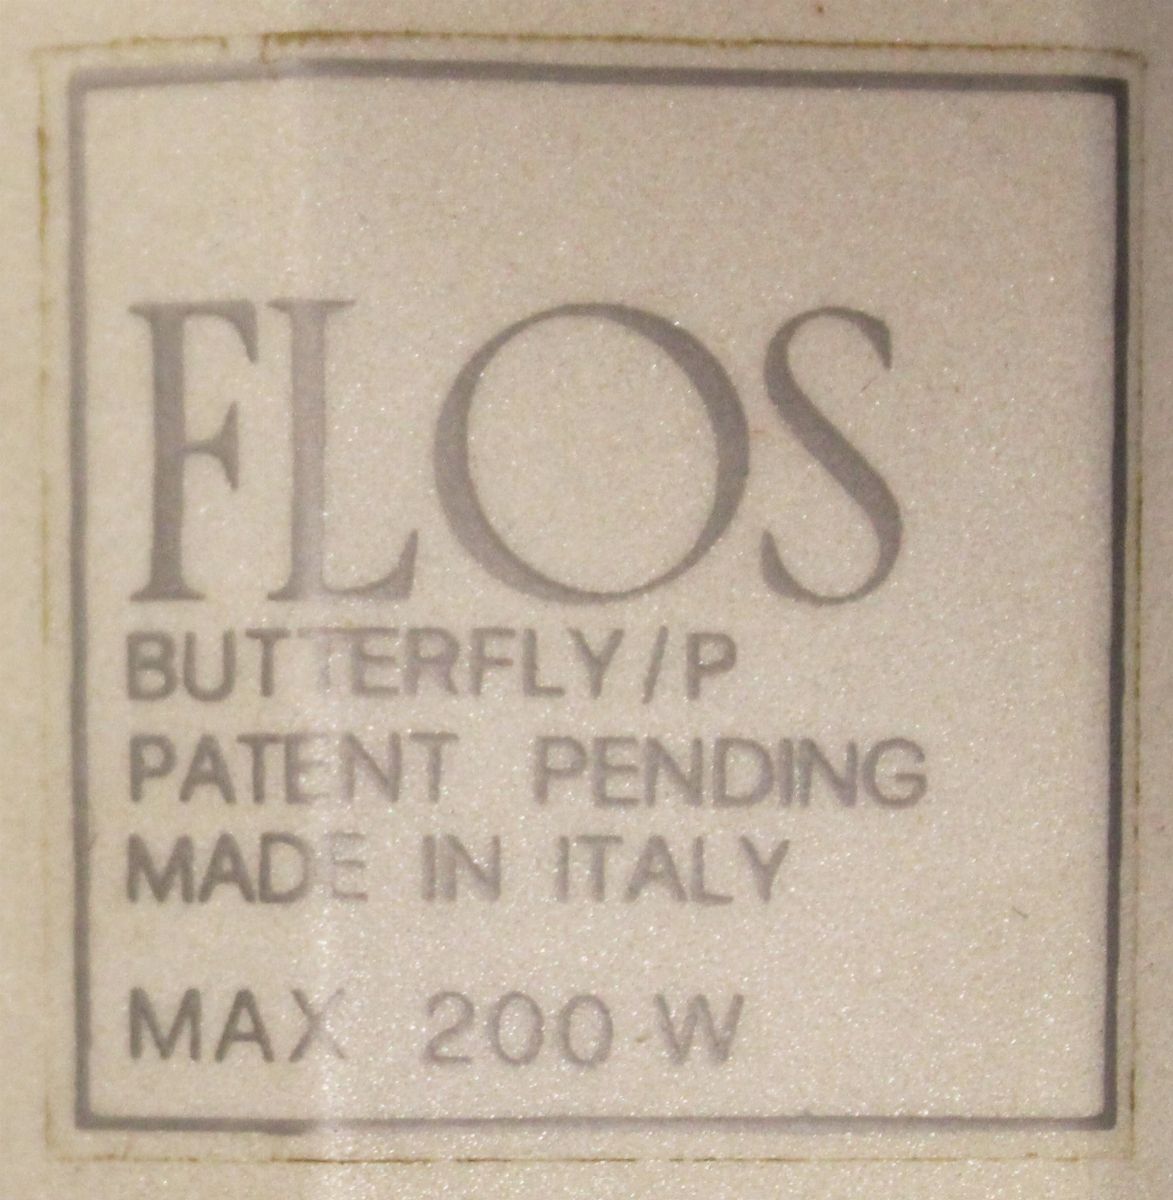 FLOS
BUTTERFLY/P
PATENT PENDING
MADE IN ITALY
MAX 200 W